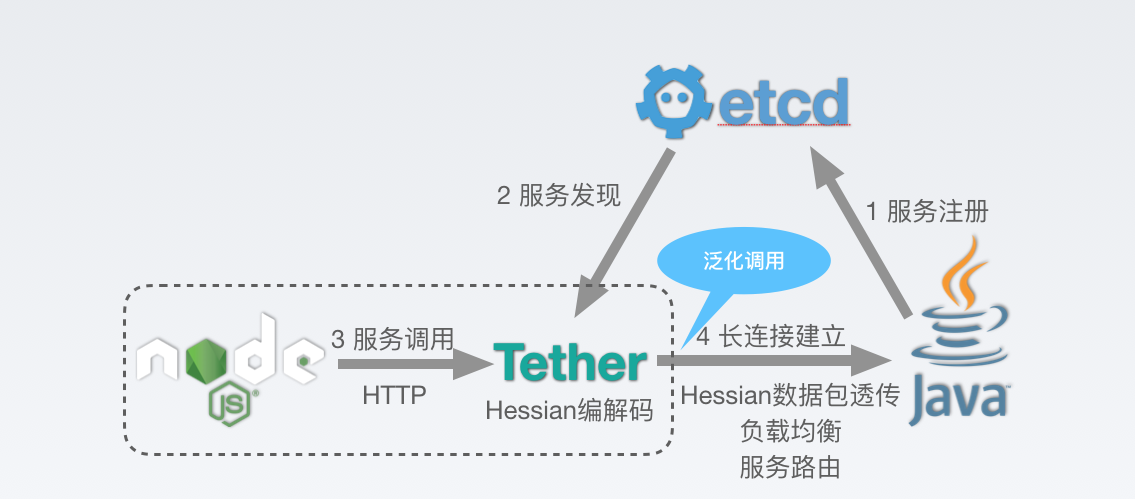 etcd
2 服务发现
1 服务注册
泛化调用
node
JS
3 服务调用
HTTP
Tether
Hessian编解码
4 长连接建立
Hessian数据包透传
负载均衡
服务路由
Java